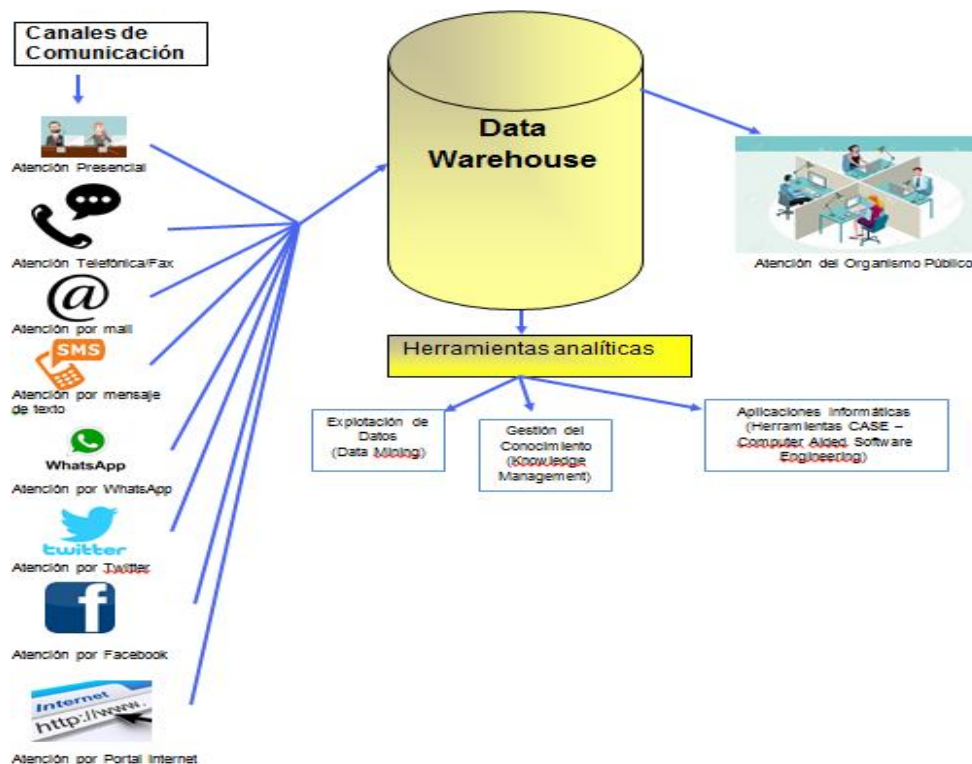 Canales de
Comunicación
Atención Presencial
Atención Telefónica/Fax
@
Atención por mail
SMS
Atención por mensaje
de texto
WhatsApp
Atención por WhatsApp
twitter
Atención por Twitter
f
Atención por Facebook
Internet
http://www.
Atención por Portal Internet
Data
Warehouse
Atención del Organismo Público
Herramientas analíticas
Explotación de
Datos
(Data Mining)
Gestión del
Conocimiento
(Knowledge
Management)
Aplicaciones Informáticas
(Herramientas CASE –
Computer Aided Software
Engineering)